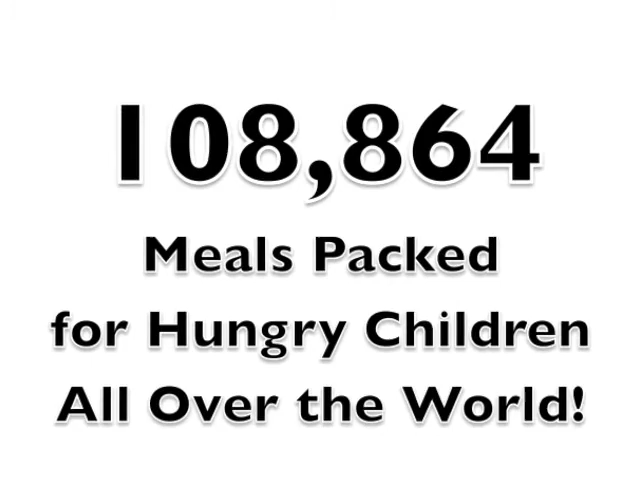 108,864
Meals Packed
for Hungry Children
All Over the World!